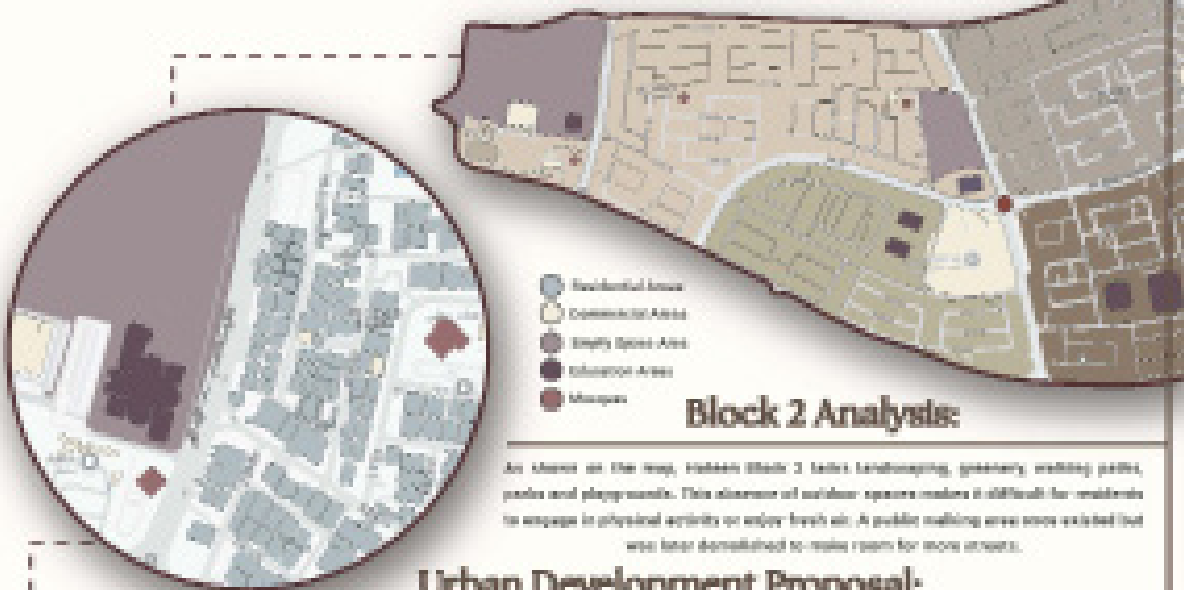 Residential Areas
Commercial Areas
Empty Space Area
Education Areas
Mosques
Block 2 Analysis:
As shown on the map, Hateen Block 2 lacks landscaping, greenery, walking paths,
parks and playgrounds. This absence of outdoor spaces makes it difficult for residents
to engage in physical activity or enjoy fresh air. A public walking area once existed but
was later demolished to make room for more streets.
Urban Development Proposal: